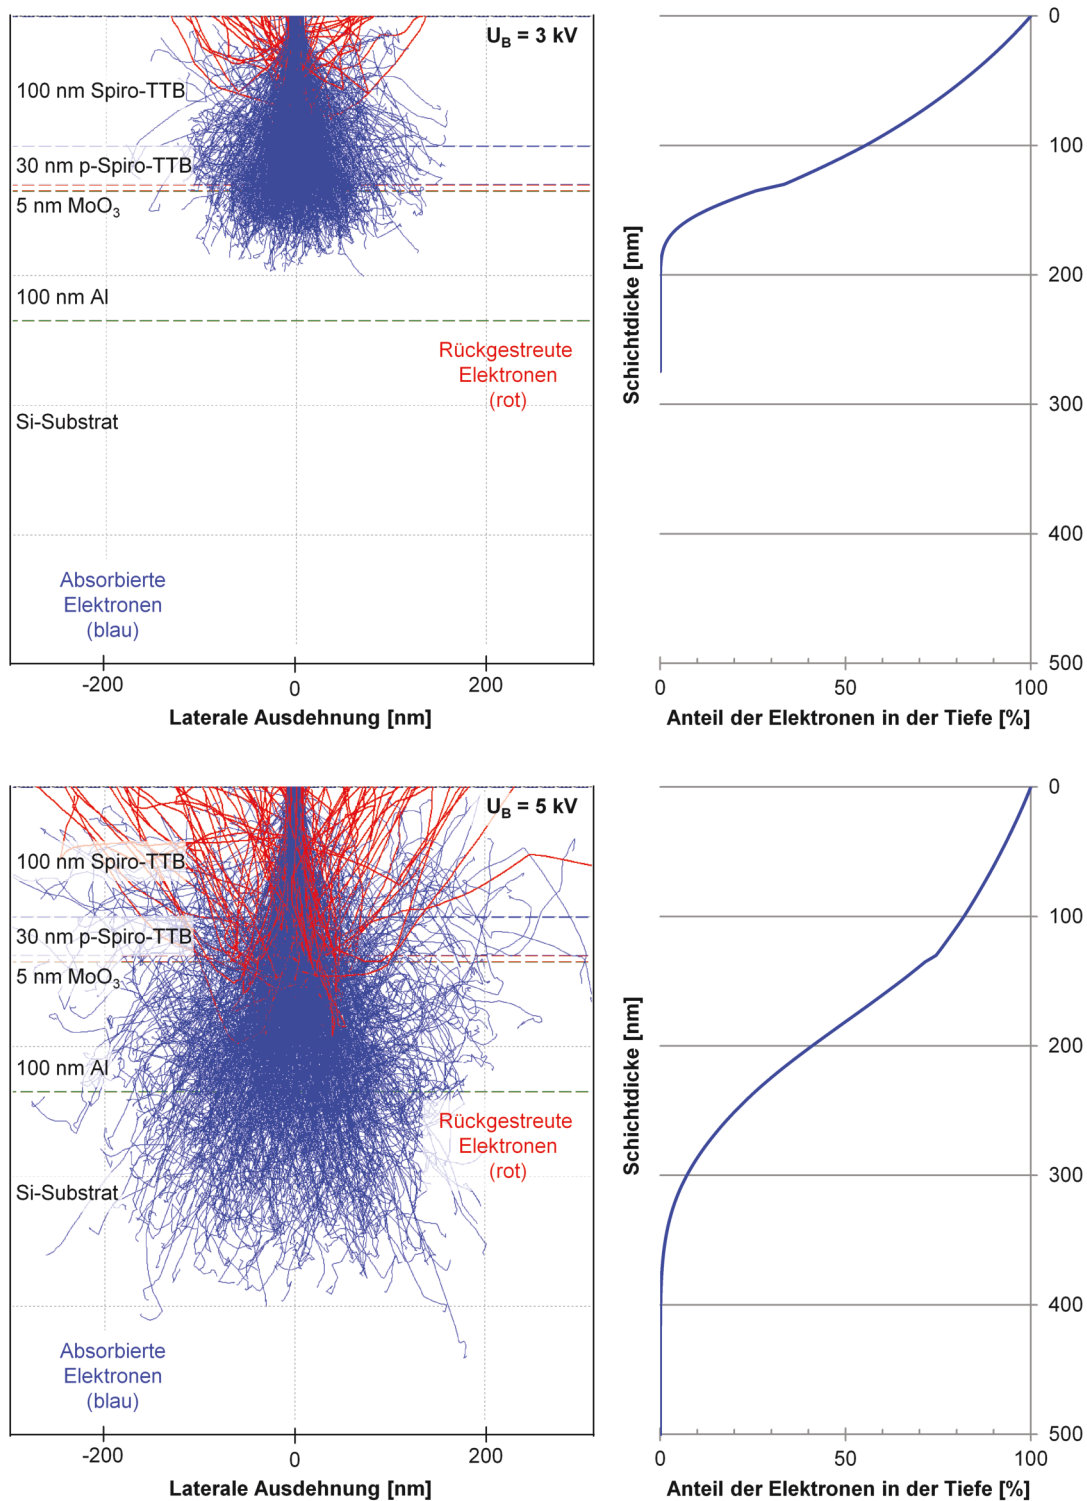 U_B = 3 kV
100 nm Spiro-TTB
30 nm p-Spiro-TTB
5 nm MoO₃
100 nm Al
Rückgestreute
Elektronen
(rot)
Si-Substrat
Absorbierte
Elektronen
(blau)
-200
0
200
Laterale Ausdehnung [nm]
0
100
200
300
400
500
Schichtdicke [nm]
0
50
100
Anteil der Elektronen in der Tiefe [%]
U_B = 5 kV
100 nm Spiro-TTB
30 nm p-Spiro-TTB
5 nm MoO₃
100 nm Al
Rückgestreute
Elektronen
(rot)
Si-Substrat
Absorbierte
Elektronen
(blau)
-200
0
200
Laterale Ausdehnung [nm]
0
100
200
300
400
500
Schichtdicke [nm]
0
50
100
Anteil der Elektronen in der Tiefe [%]